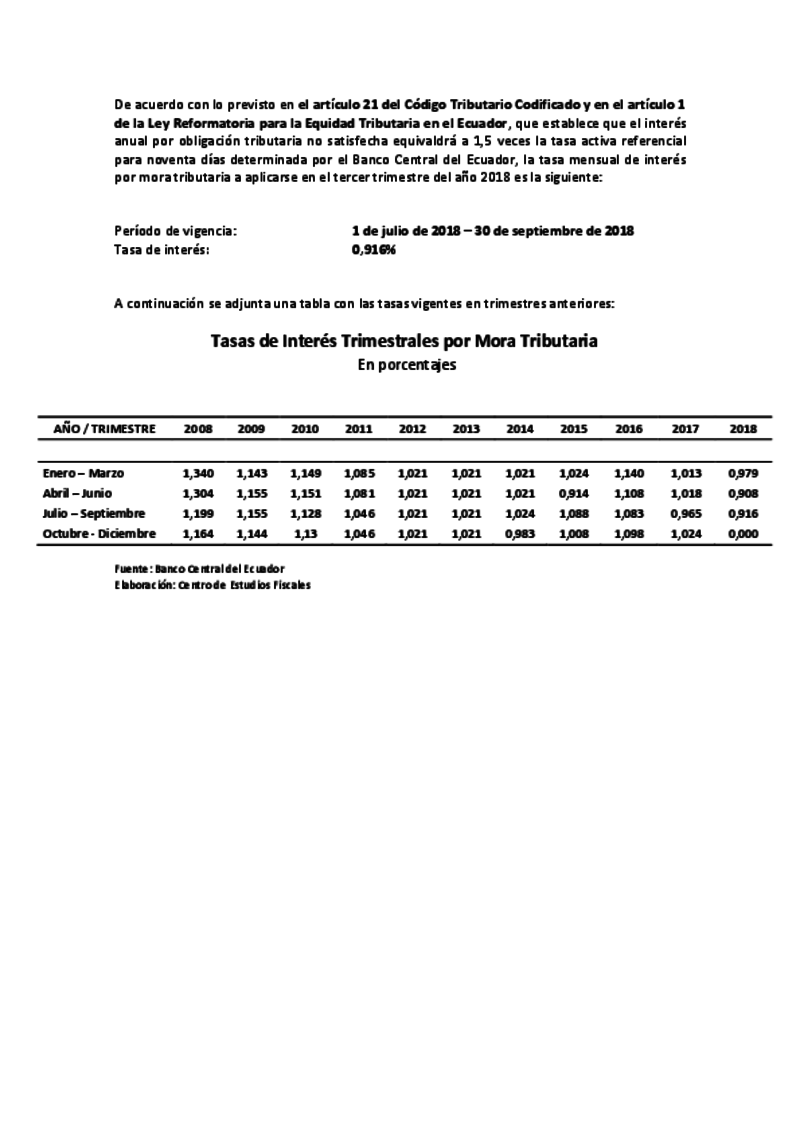 De acuerdo con lo previsto en el artículo 21 del Código Tributario Codificado y en el artículo 1
de la Ley Reformatoria para la Equidad Tributaria en el Ecuador, que establece que el interés
anual por obligación tributaria no satisfecha equivaldrá a 1,5 veces la tasa activa referencial
para noventa días determinada por el Banco Central del Ecuador, la tasa mensual de interés
por mora tributaria a aplicarse en el tercer trimestre del año 2018 es la siguiente:
Período de vigencia: 1 de julio de 2018 – 30 de septiembre de 2018
Tasa de interés: 0,916%
A continuación se adjunta una tabla con las tasas vigentes en trimestres anteriores:
Tasas de Interés Trimestrales por Mora Tributaria
En porcentajes
AÑO / TRIMESTRE 2008 2009 2010 2011 2012 2013 2014 2015 2016 2017 2018
Enero – Marzo 1,340 1,143 1,149 1,085 1,021 1,021 1,021 1,024 1,140 1,013 0,979
Abril – Junio 1,304 1,155 1,151 1,081 1,021 1,021 1,021 0,914 1,108 1,018 0,908
Julio – Septiembre 1,199 1,155 1,128 1,046 1,021 1,021 1,024 1,088 1,083 0,965 0,916
Octubre - Diciembre 1,164 1,144 1,13 1,046 1,021 1,021 0,983 1,008 1,098 1,024 0,000
Fuente: Banco Central del Ecuador
Elaboración: Centro de Estudios Fiscales